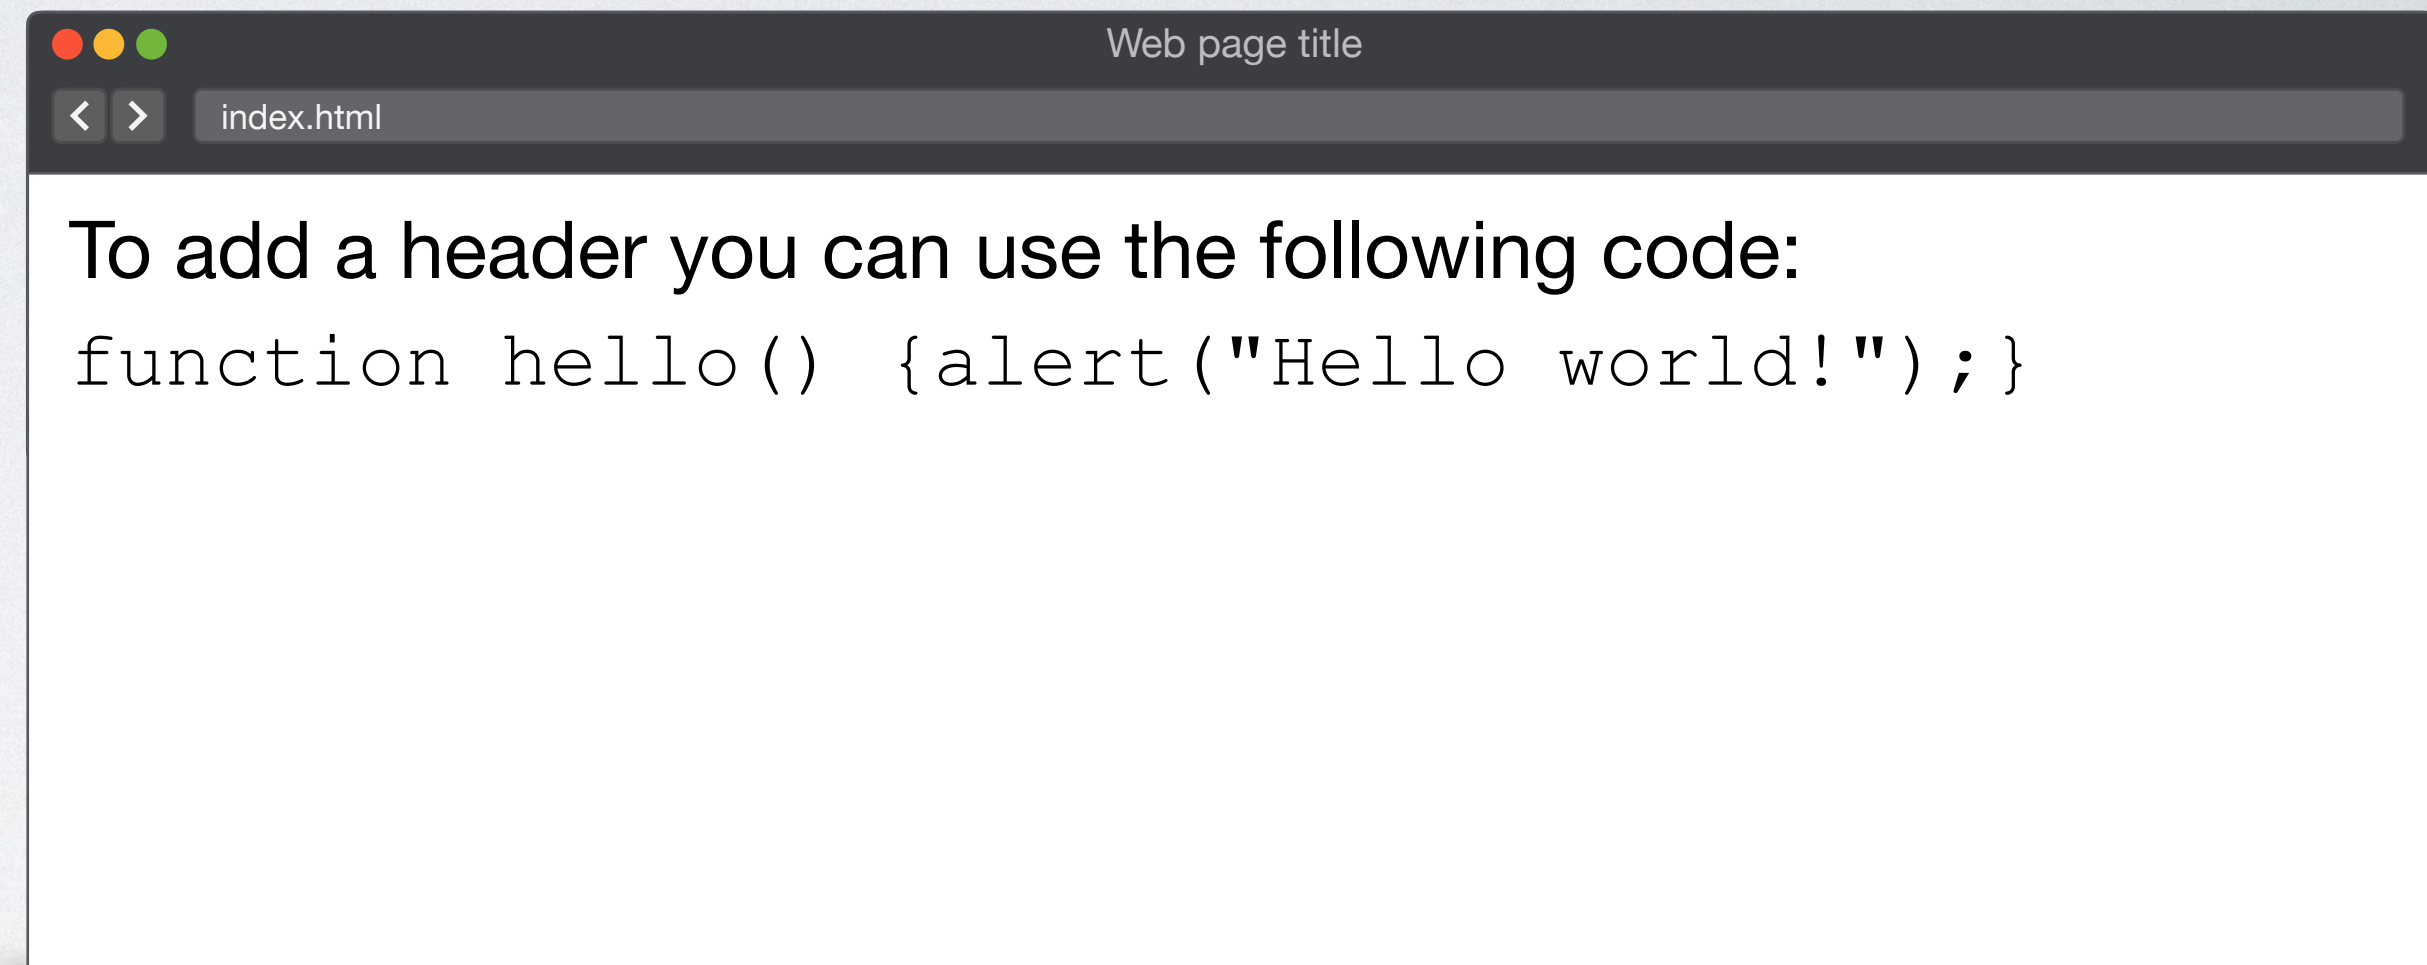 Web page title
index.html
To add a header you can use the following code:
function hello() {alert("Hello world!");}